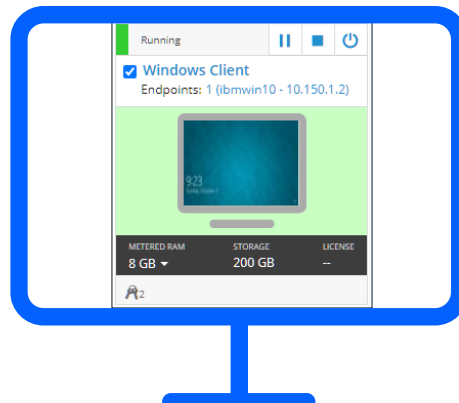 Running
Windows Client
Endpoints: 1 (ibmwin10 - 10.150.1.2)
9:23
METERED RAM STORAGE LICENSE
8 GB 200 GB --
2